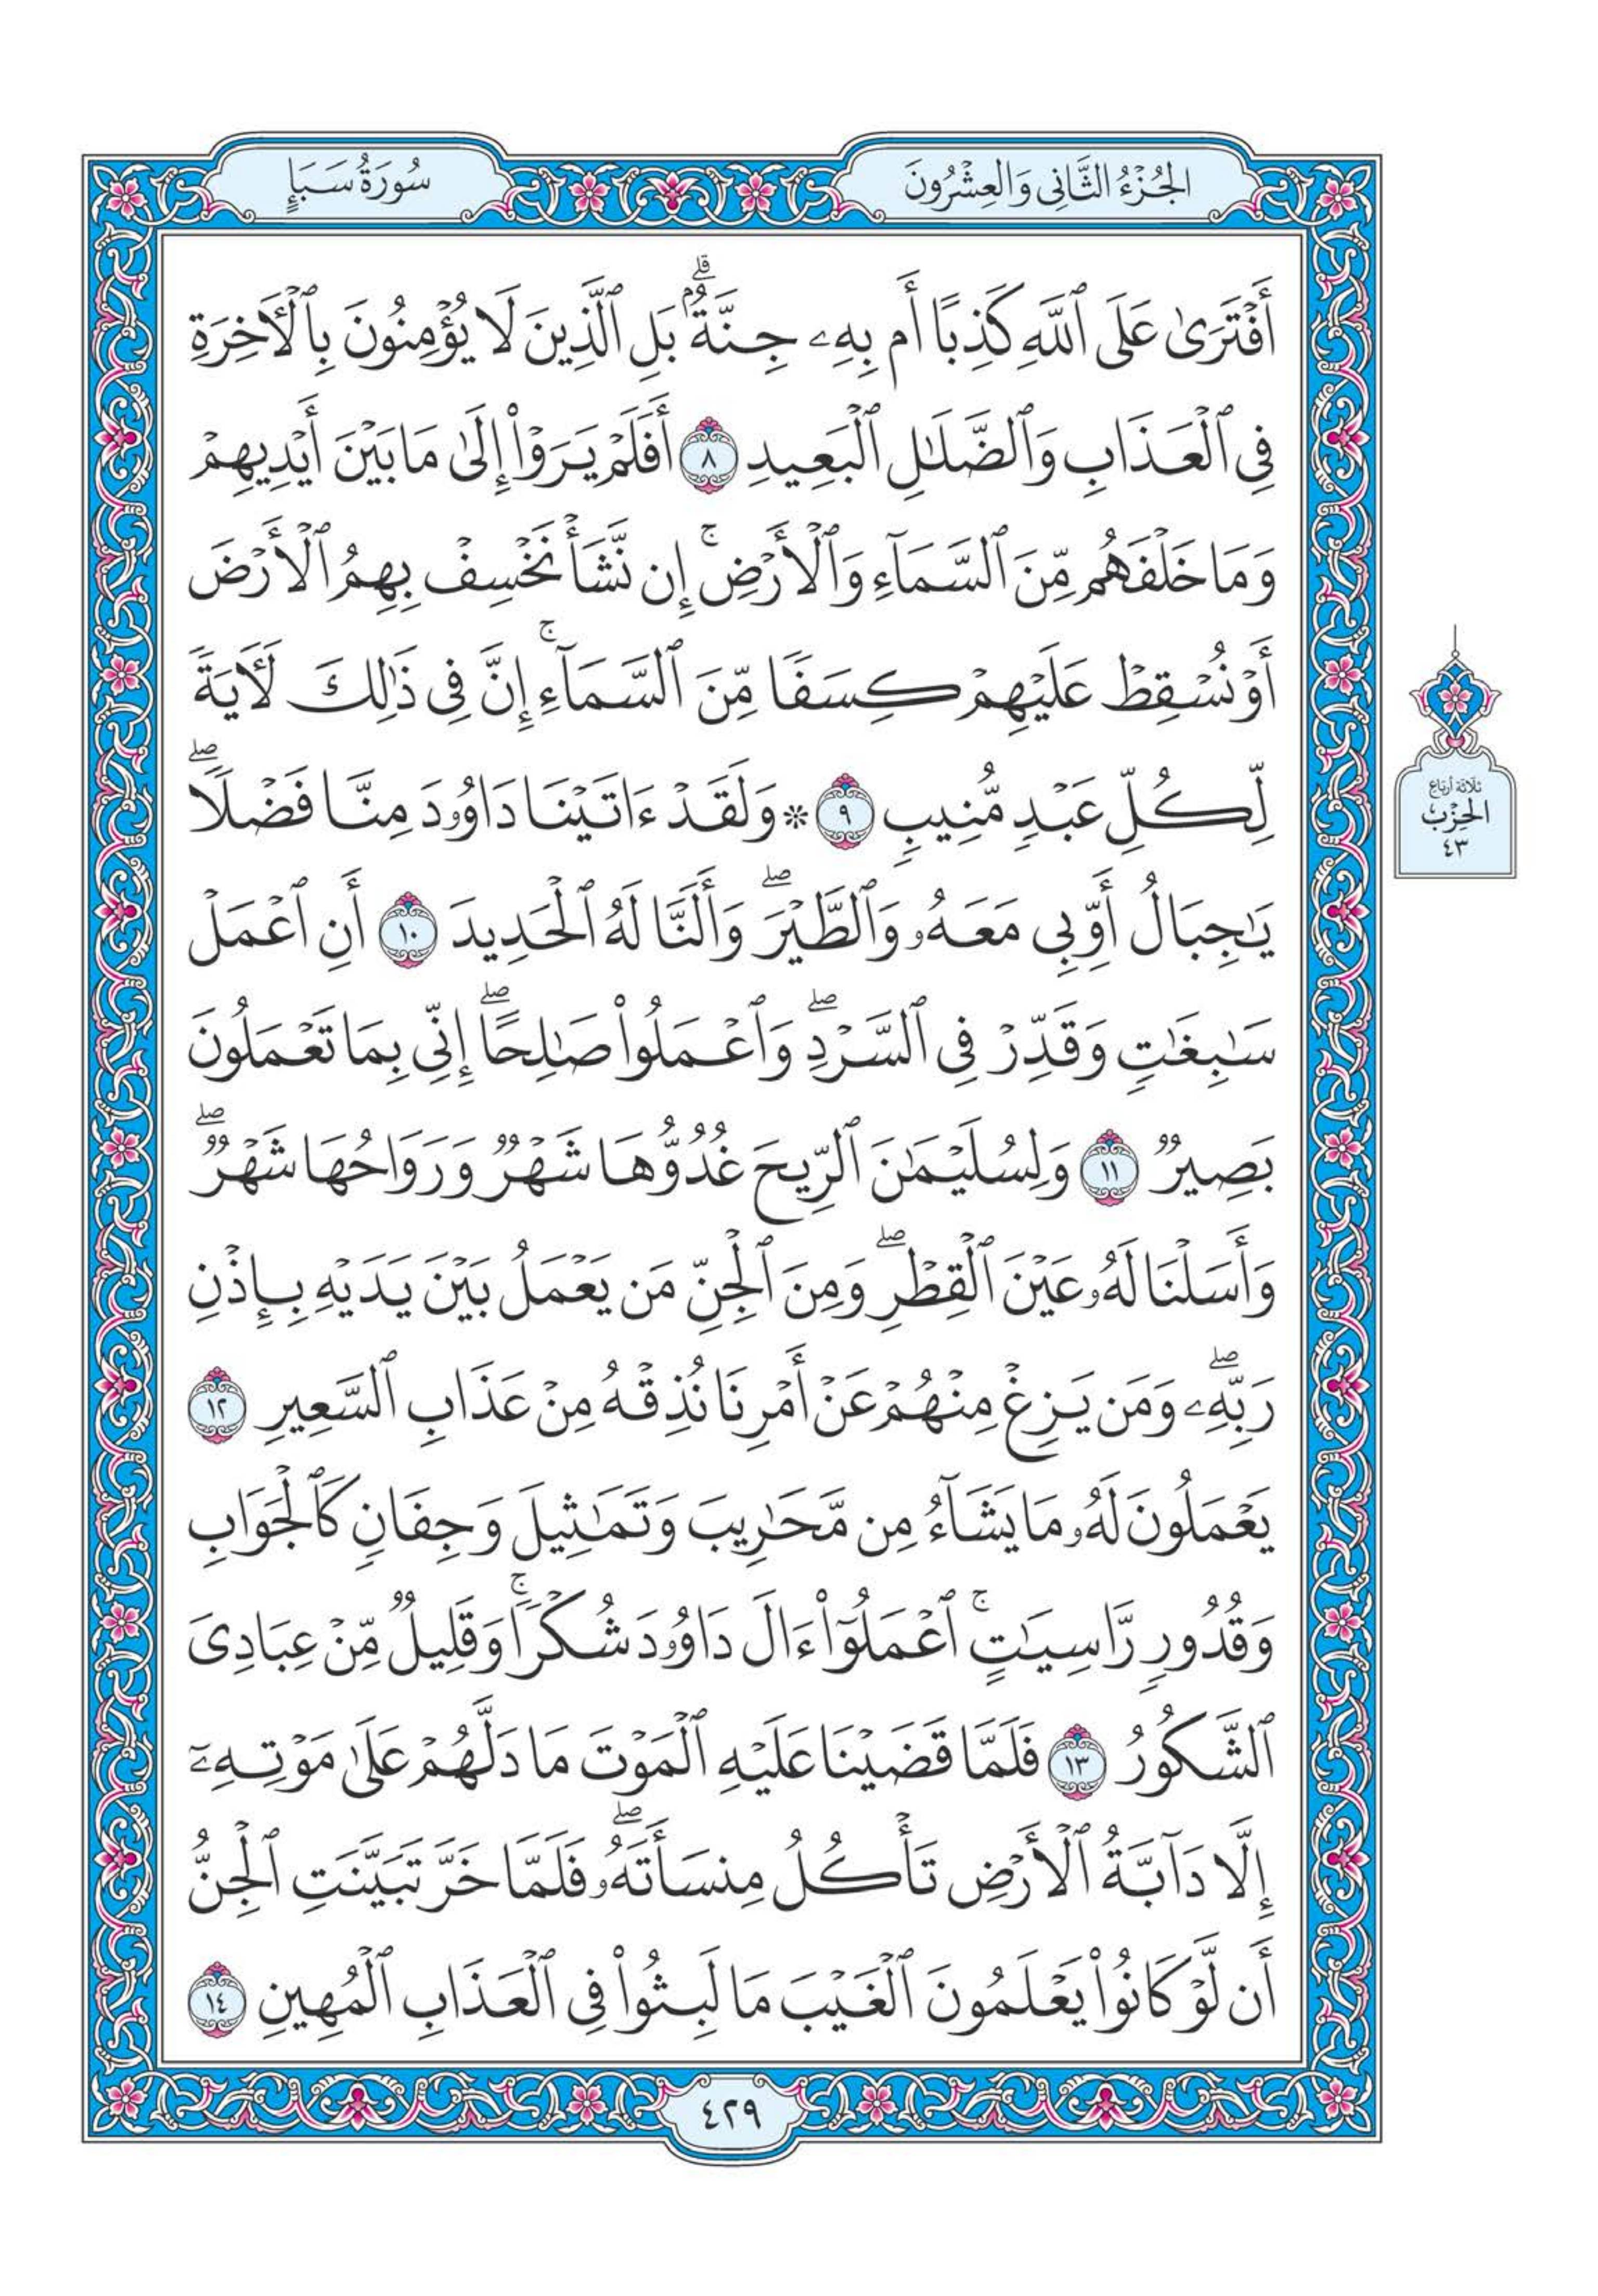 الجُزْءُ الثَّانِي وَالعِشْرُونَ
سُورَةُ سَبَإٍ
أَفْتَرَىٰ عَلَى ٱللَّهِ كَذِبًا أَم بِهِۦ جِنَّةٌۢ ۗ بَلِ ٱلَّذِينَ لَا يُؤْمِنُونَ بِٱلْأَخِرَةِ
فِي ٱلْعَذَابِ وَٱلضَّلَٰلِ ٱلْبَعِيدِ ٨ أَفَلَمْ يَرَوْا۟ إِلَىٰ مَا بَيْنَ أَيْدِيهِمْ
وَمَا خَلْفَهُم مِّنَ ٱلسَّمَآءِ وَٱلْأَرْضِ ۚ إِن نَّشَأْ نَخْسِفْ بِهِمُ ٱلْأَرْضَ
أَوْ نُسْقِطْ عَلَيْهِمْ كِسَفًا مِّنَ ٱلسَّمَآءِ ۚ إِنَّ فِي ذَٰلِكَ لَأَيَةً
لِّكُلِّ عَبْدٍ مُّنِيبٍ ٩ * وَلَقَدْ ءَاتَيْنَا دَاوُۥدَ مِنَّا فَضْلًا ۖ
يَٰجِبَالُ أَوِّبِي مَعَهُۥ وَٱلطَّيْرَ ۖ وَأَلَنَّا لَهُ ٱلْحَدِيدَ ١٠ أَنِ ٱعْمَلْ
سَٰبِغَٰتٍ وَقَدِّرْ فِي ٱلسَّرْدِ ۖ وَٱعْمَلُوا۟ صَٰلِحًا ۖ إِنِّي بِمَا تَعْمَلُونَ
بَصِيرٌ ١١ وَلِسُلَيْمَٰنَ ٱلرِّيحَ غُدُوُّهَا شَهْرٌ وَرَوَاحُهَا شَهْرٌ ۖ
وَأَسَلْنَا لَهُۥ عَيْنَ ٱلْقِطْرِ ۖ وَمِنَ ٱلْجِنِّ مَن يَعْمَلُ بَيْنَ يَدَيْهِ بِإِذْنِ
رَبِّهِۦ ۖ وَمَن يَزِغْ مِنْهُمْ عَنْ أَمْرِنَا نُذِقْهُ مِنْ عَذَابِ ٱلسَّعِيرِ ١٢
يَعْمَلُونَ لَهُۥ مَا يَشَآءُ مِن مَّحَٰرِيبَ وَتَمَٰثِيلَ وَجِفَانٍ كَٱلْجَوَابِ
وَقُدُورٍ رَّاسِيَٰتٍ ۚ ٱعْمَلُوٓا۟ ءَالَ دَاوُۥدَ شُكْرًا ۚ وَقَلِيلٌ مِّنْ عِبَادِيَ
ٱلشَّكُورُ ١٣ فَلَمَّا قَضَيْنَا عَلَيْهِ ٱلْمَوْتَ مَا دَلَّهُمْ عَلَىٰ مَوْتِهِۦٓ
إِلَّا دَآبَّةُ ٱلْأَرْضِ تَأْكُلُ مِنسَأَتَهُۥ ۖ فَلَمَّا خَرَّ تَبَيَّنَتِ ٱلْجِنُّ
أَن لَّوْ كَانُوا۟ يَعْلَمُونَ ٱلْغَيْبَ مَا لَبِثُوا۟ فِي ٱلْعَذَابِ ٱلْمُهِينِ ١٤
ثلاثة أرباع
الحِزْب
٤٣
٤٢٩